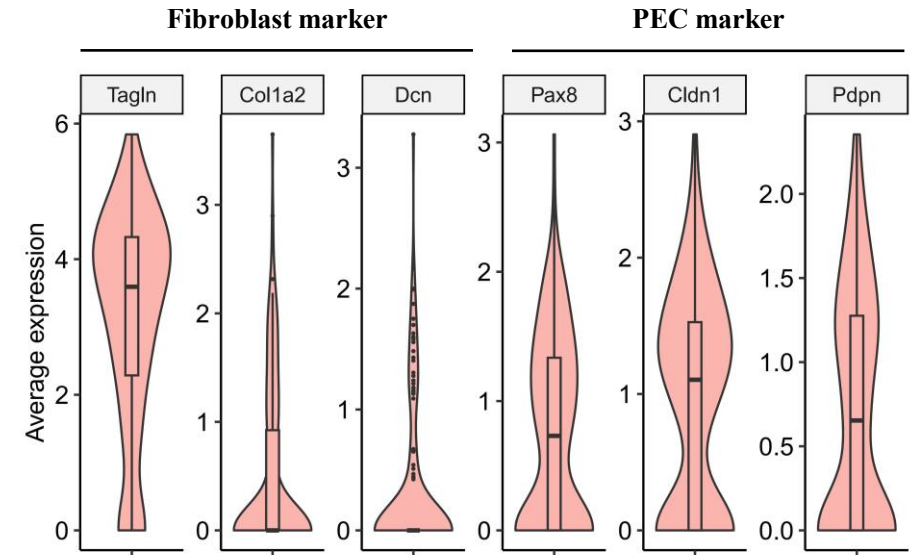 Fibroblast marker
PEC marker
Tagln
Col1a2
Dcn
Pax8
Cldn1
Pdpn
Average expression
6
4
2
0
3
2
1
0
3
2
1
0
3
2
1
0
3
2
1
0
2.0
1.5
1.0
0.5
0.0